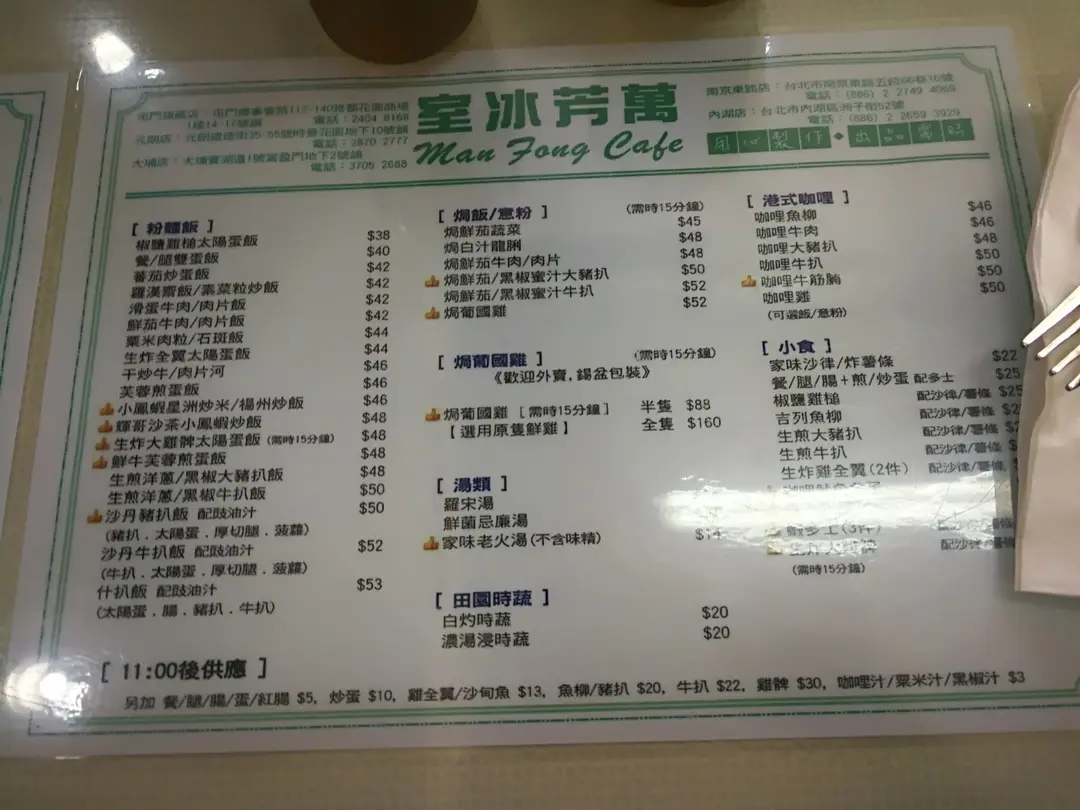 萬芳冰室
Man Fong Cafe
電話：2404 8168
電話：2870 2777
電話：3705 2688
南京東路店：台北市南京東路五段66巷16號
電話：(886) 2 2749 4069
內湖店：台北市內湖區洲子街52號
電話：(886) 2 2659 3929
用心製作◆出品需時
[ 粉麵飯 ]
椒鹽雞槌太陽蛋飯 $38
餐/腿雙蛋飯 $40
蕃茄炒蛋飯 $42
羅漢齋飯/素菜粒炒飯 $42
滑蛋牛肉/肉片飯 $42
鮮茄牛肉/肉片飯 $42
粟米肉粒/石斑飯 $44
生炸全翼太陽蛋飯 $44
干炒牛/肉片河 $46
芙蓉煎蛋飯 $46
小鳳蝦星洲炒米/楊州炒飯 $46
輝哥沙茶小鳳蝦炒飯 $48
生炸大雞髀太陽蛋飯 (需時15分鐘) $48
鮮牛芙蓉煎蛋飯 $48
生煎洋蔥/黑椒大豬扒飯 $48
生煎洋蔥/黑椒牛扒飯 $50
沙丹豬扒飯 配豉油汁 $50
(豬扒．太陽蛋．厚切腿．菠蘿)
沙丹牛扒飯 配豉油汁 $52
(牛扒．太陽蛋．厚切腿．菠蘿)
什扒飯 配豉油汁 $53
(太陽蛋．腸．豬扒．牛扒)
[ 焗飯/意粉 ] (需時15分鐘)
焗鮮茄蔬菜 $45
焗白汁龍脷 $48
焗鮮茄牛肉/肉片 $48
焗鮮茄/黑椒蜜汁大豬扒 $50
焗鮮茄/黑椒蜜汁牛扒 $52
焗葡國雞 $52
[ 焗葡國雞 ] (需時15分鐘)
《歡迎外賣，錫盆包裝》
焗葡國雞 [需時15分鐘] 半隻 $88
【選用原隻鮮雞】 全隻 $160
[ 湯類 ]
羅宋湯
鮮菌忌廉湯
家味老火湯(不含味精) $14
[ 田園時蔬 ]
白灼時蔬 $20
濃湯浸時蔬 $20
[ 港式咖哩 ]
咖哩魚柳 $46
咖哩牛肉 $46
咖哩大豬扒 $48
咖哩牛扒 $50
咖哩牛筋腩 $50
咖哩雞 $50
(可選飯/意粉)
[ 小食 ]
家味沙律/炸薯條 $22
餐/腿/腸+煎/炒蛋 配多士 $25
椒鹽雞槌 配沙律/薯條 $25
吉列魚柳 配沙律/薯條
生煎大豬扒 配沙律/薯條
生煎牛扒 配沙律/薯條
生炸雞全翼(2件) 配沙律/薯條
蝦多士(3件) 配沙律/薯條
配沙律/薯條
(需時15分鐘)
[ 11:00後供應 ]
另加 餐/腿/腸/蛋/紅腸 $5，炒蛋 $10，雞全翼/沙甸魚 $13，魚柳/豬扒 $20，牛扒 $22，雞髀 $30，咖哩汁/粟米汁/黑椒汁 $3